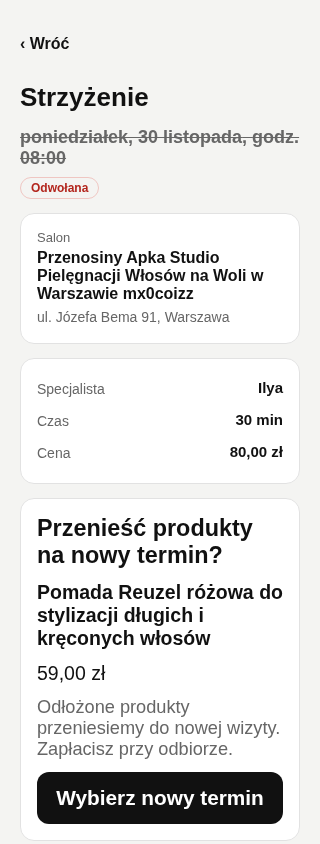 ‹ Wróć
Strzyżenie
poniedziałek, 30 listopada, godz.
08:00
Odwołana
Salon
Przenosiny Apka Studio
Pielęgnacji Włosów na Woli w
Warszawie mx0coizz
ul. Józefa Bema 91, Warszawa
Specjalista Ilya
Czas 30 min
Cena 80,00 zł
Przenieść produkty
na nowy termin?
Pomada Reuzel różowa do
stylizacji długich i
kręconych włosów
59,00 zł
Odłożone produkty
przeniesiemy do nowej wizyty.
Zapłacisz przy odbiorze.
Wybierz nowy termin